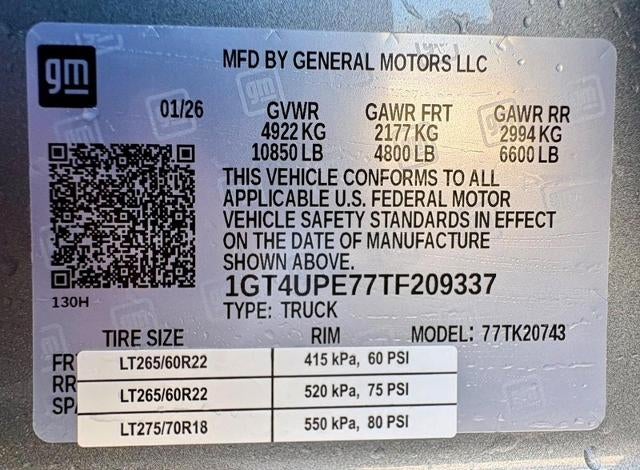 gm
MFD BY GENERAL MOTORS LLC
01/26 GVWR GAWR FRT GAWR RR
4922 KG 2177 KG 2994 KG
10850 LB 4800 LB 6600 LB
THIS VEHICLE CONFORMS TO ALL
APPLICABLE U.S. FEDERAL MOTOR
VEHICLE SAFETY STANDARDS IN EFFECT
ON THE DATE OF MANUFACTURE
SHOWN ABOVE.
1GT4UPE77TF209337
130H
TYPE: TRUCK
TIRE SIZE RIM MODEL: 77TK20743
FR LT265/60R22 415 kPa, 60 PSI
RR LT265/60R22 520 kPa, 75 PSI
SPA LT275/70R18 550 kPa, 80 PSI